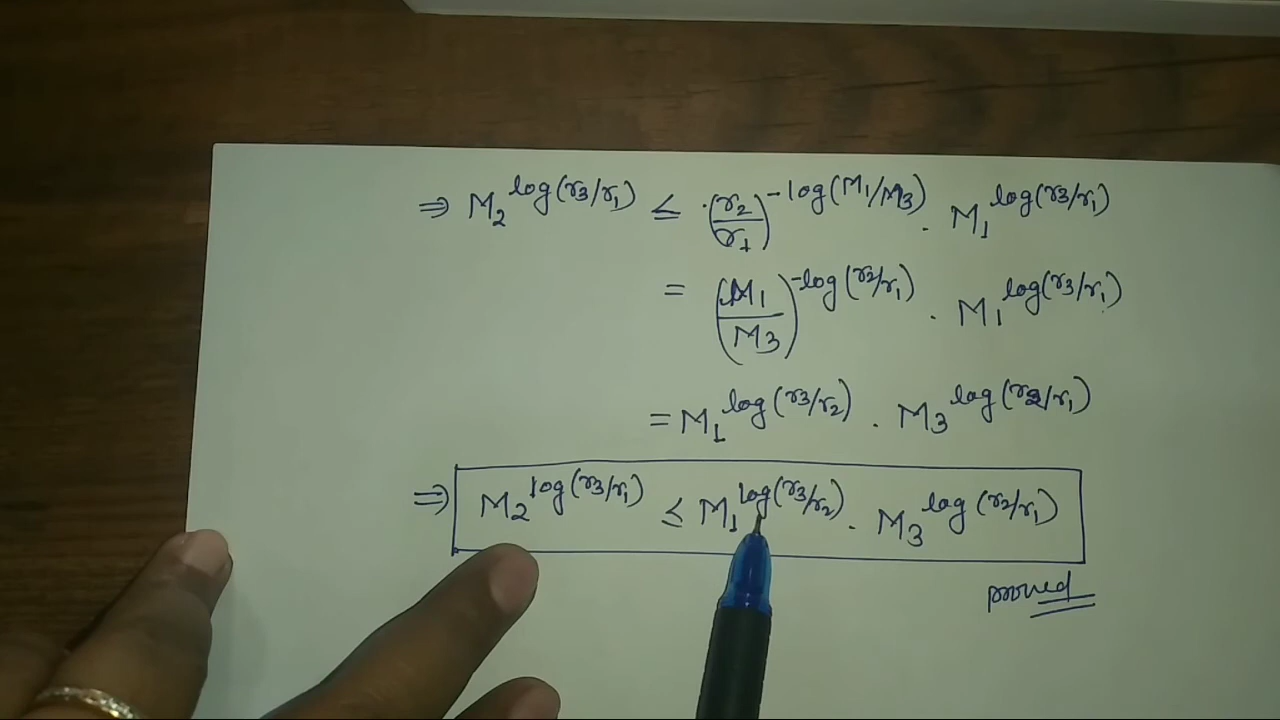 ⇒ M₂^log(r3/r₁) ≤ (r₂/r₁)^-log(M₁/M₃) . M₁^log(r3/r₁)
= (M₁/M₃)^-log(r2/r₁) . M₁^log(r3/r₁)
= M₁^log(r3/r₂) . M₃^log(r2/r₁)
⇒ M₂^log(r3/r₁) ≤ M₁^log(r3/r₂) . M₃^log(r2/r₁)
proved